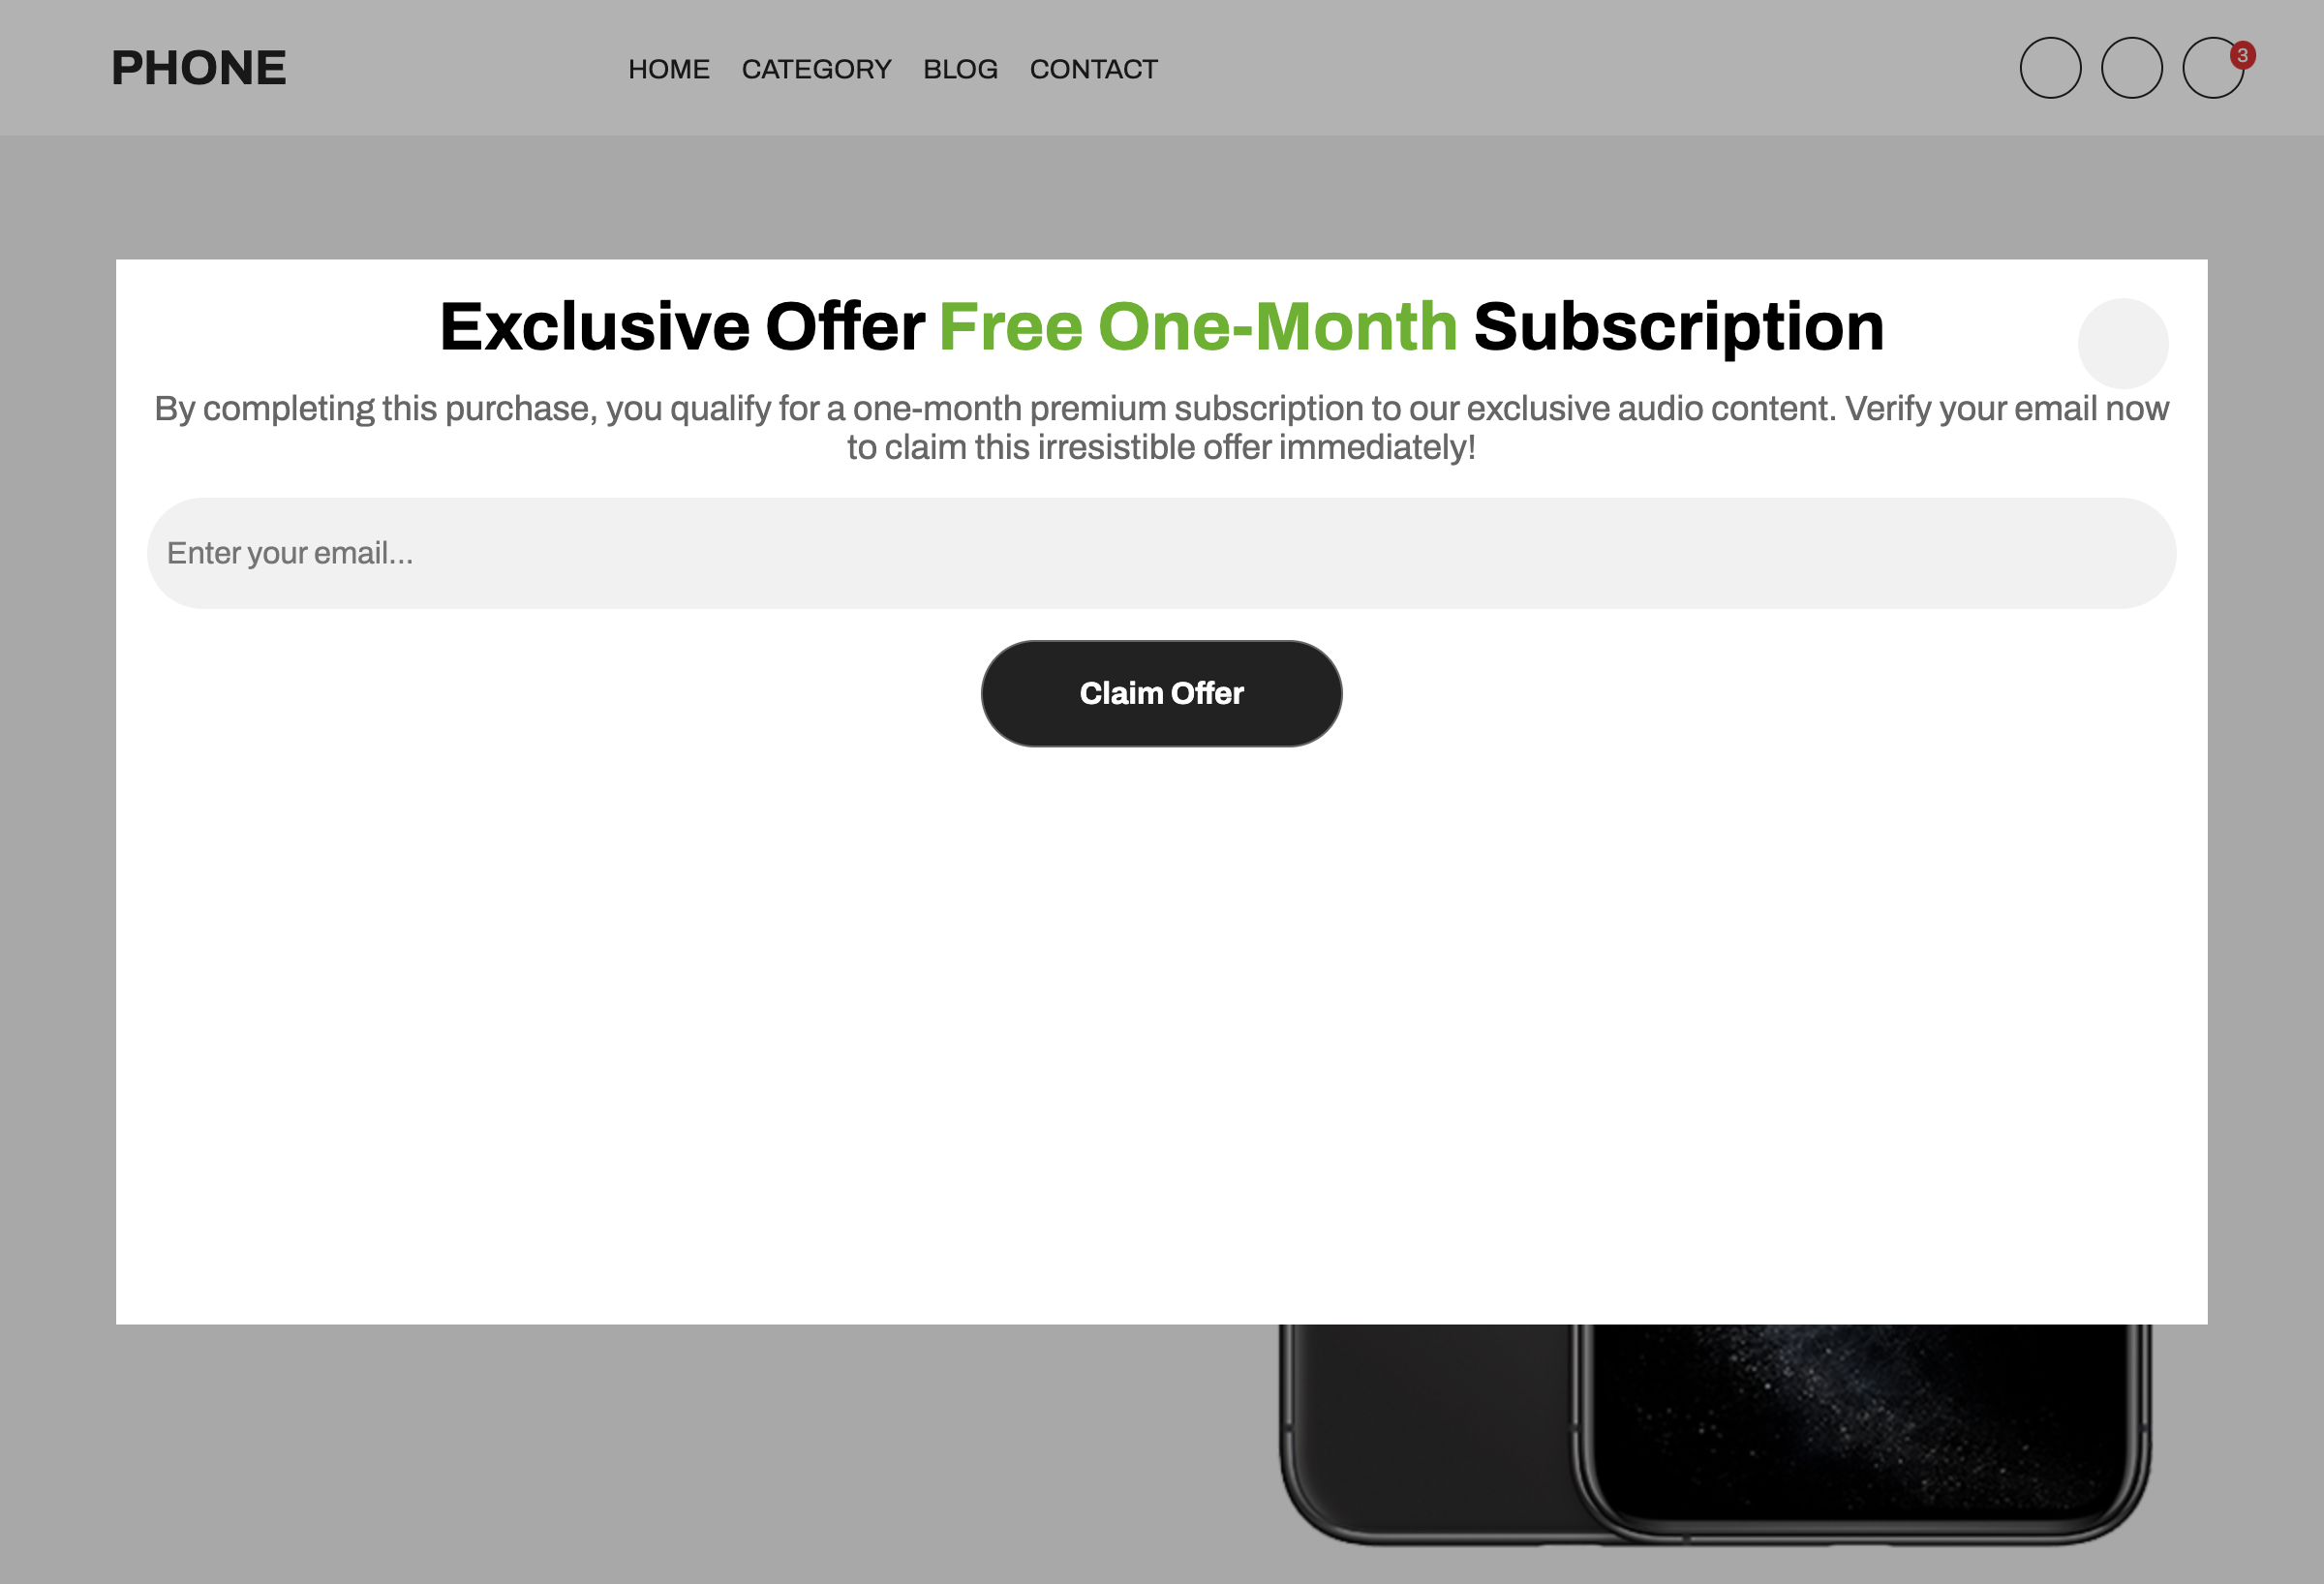 PHONE
HOME CATEGORY BLOG CONTACT
3
Exclusive Offer Free One-Month Subscription
By completing this purchase, you qualify for a one-month premium subscription to our exclusive audio content. Verify your email now
to claim this irresistible offer immediately!
Enter your email...
Claim Offer